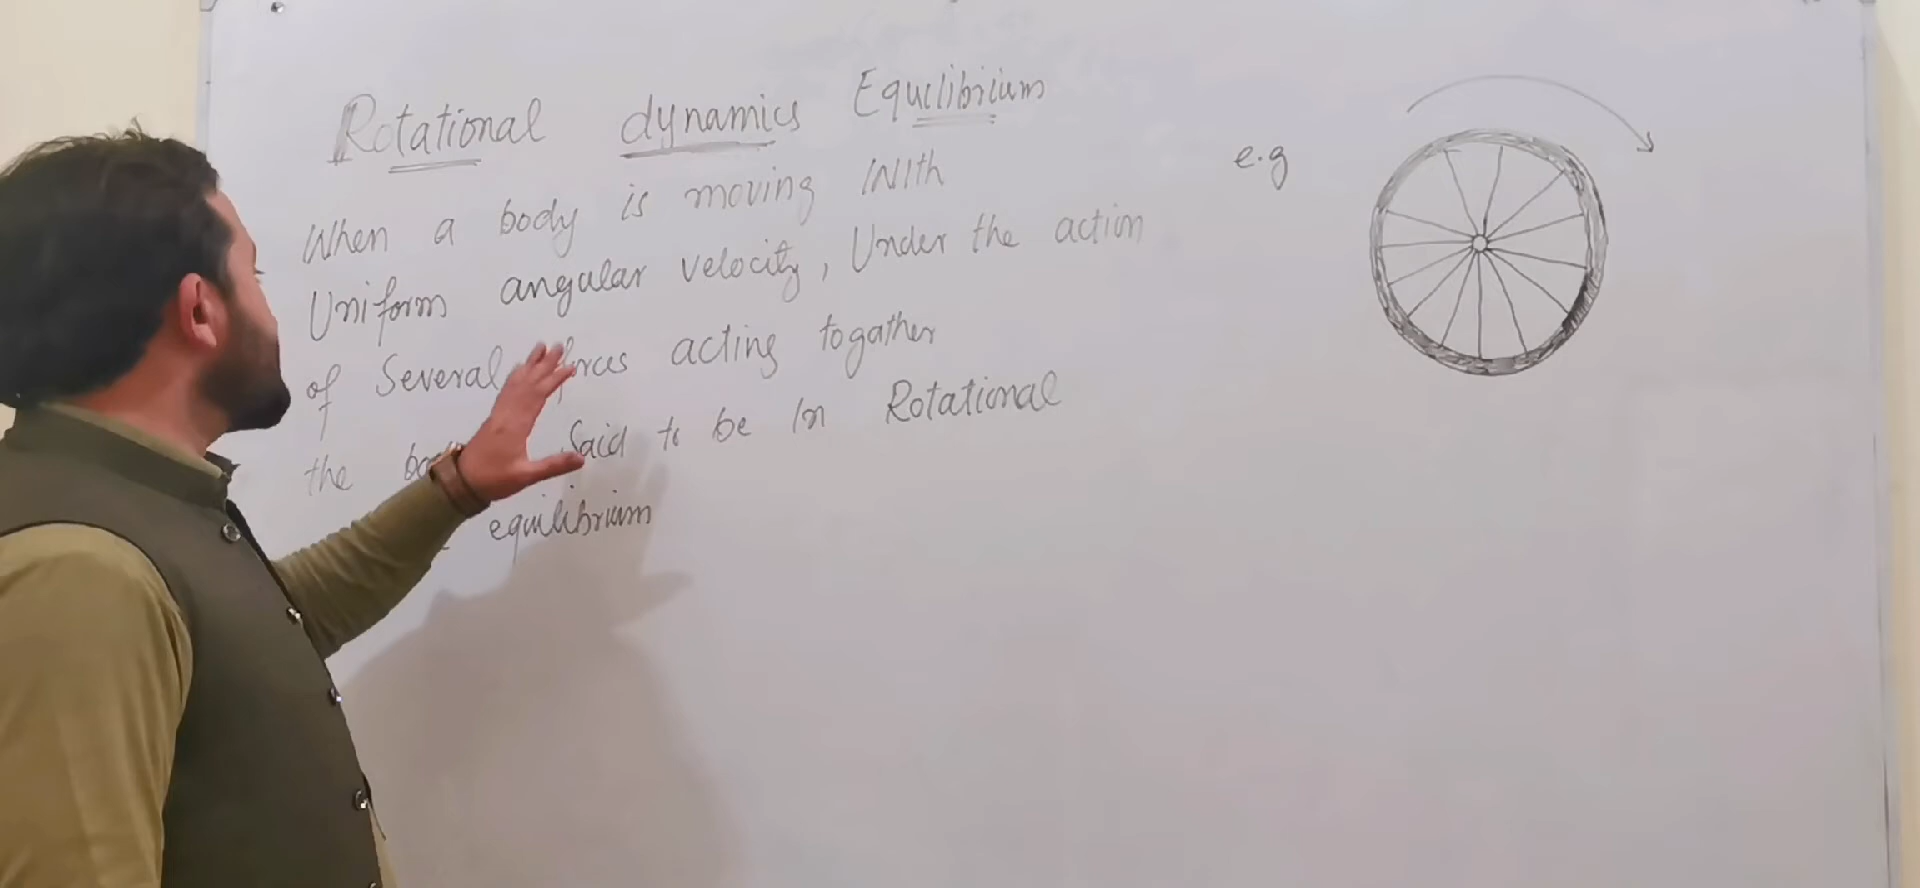 Rotational dynamics Equilibrium
When a body is moving With
Uniform angular velocity, Under the action
of Several forces acting togather
the Said to be In Rotational
equilibrium
e.g